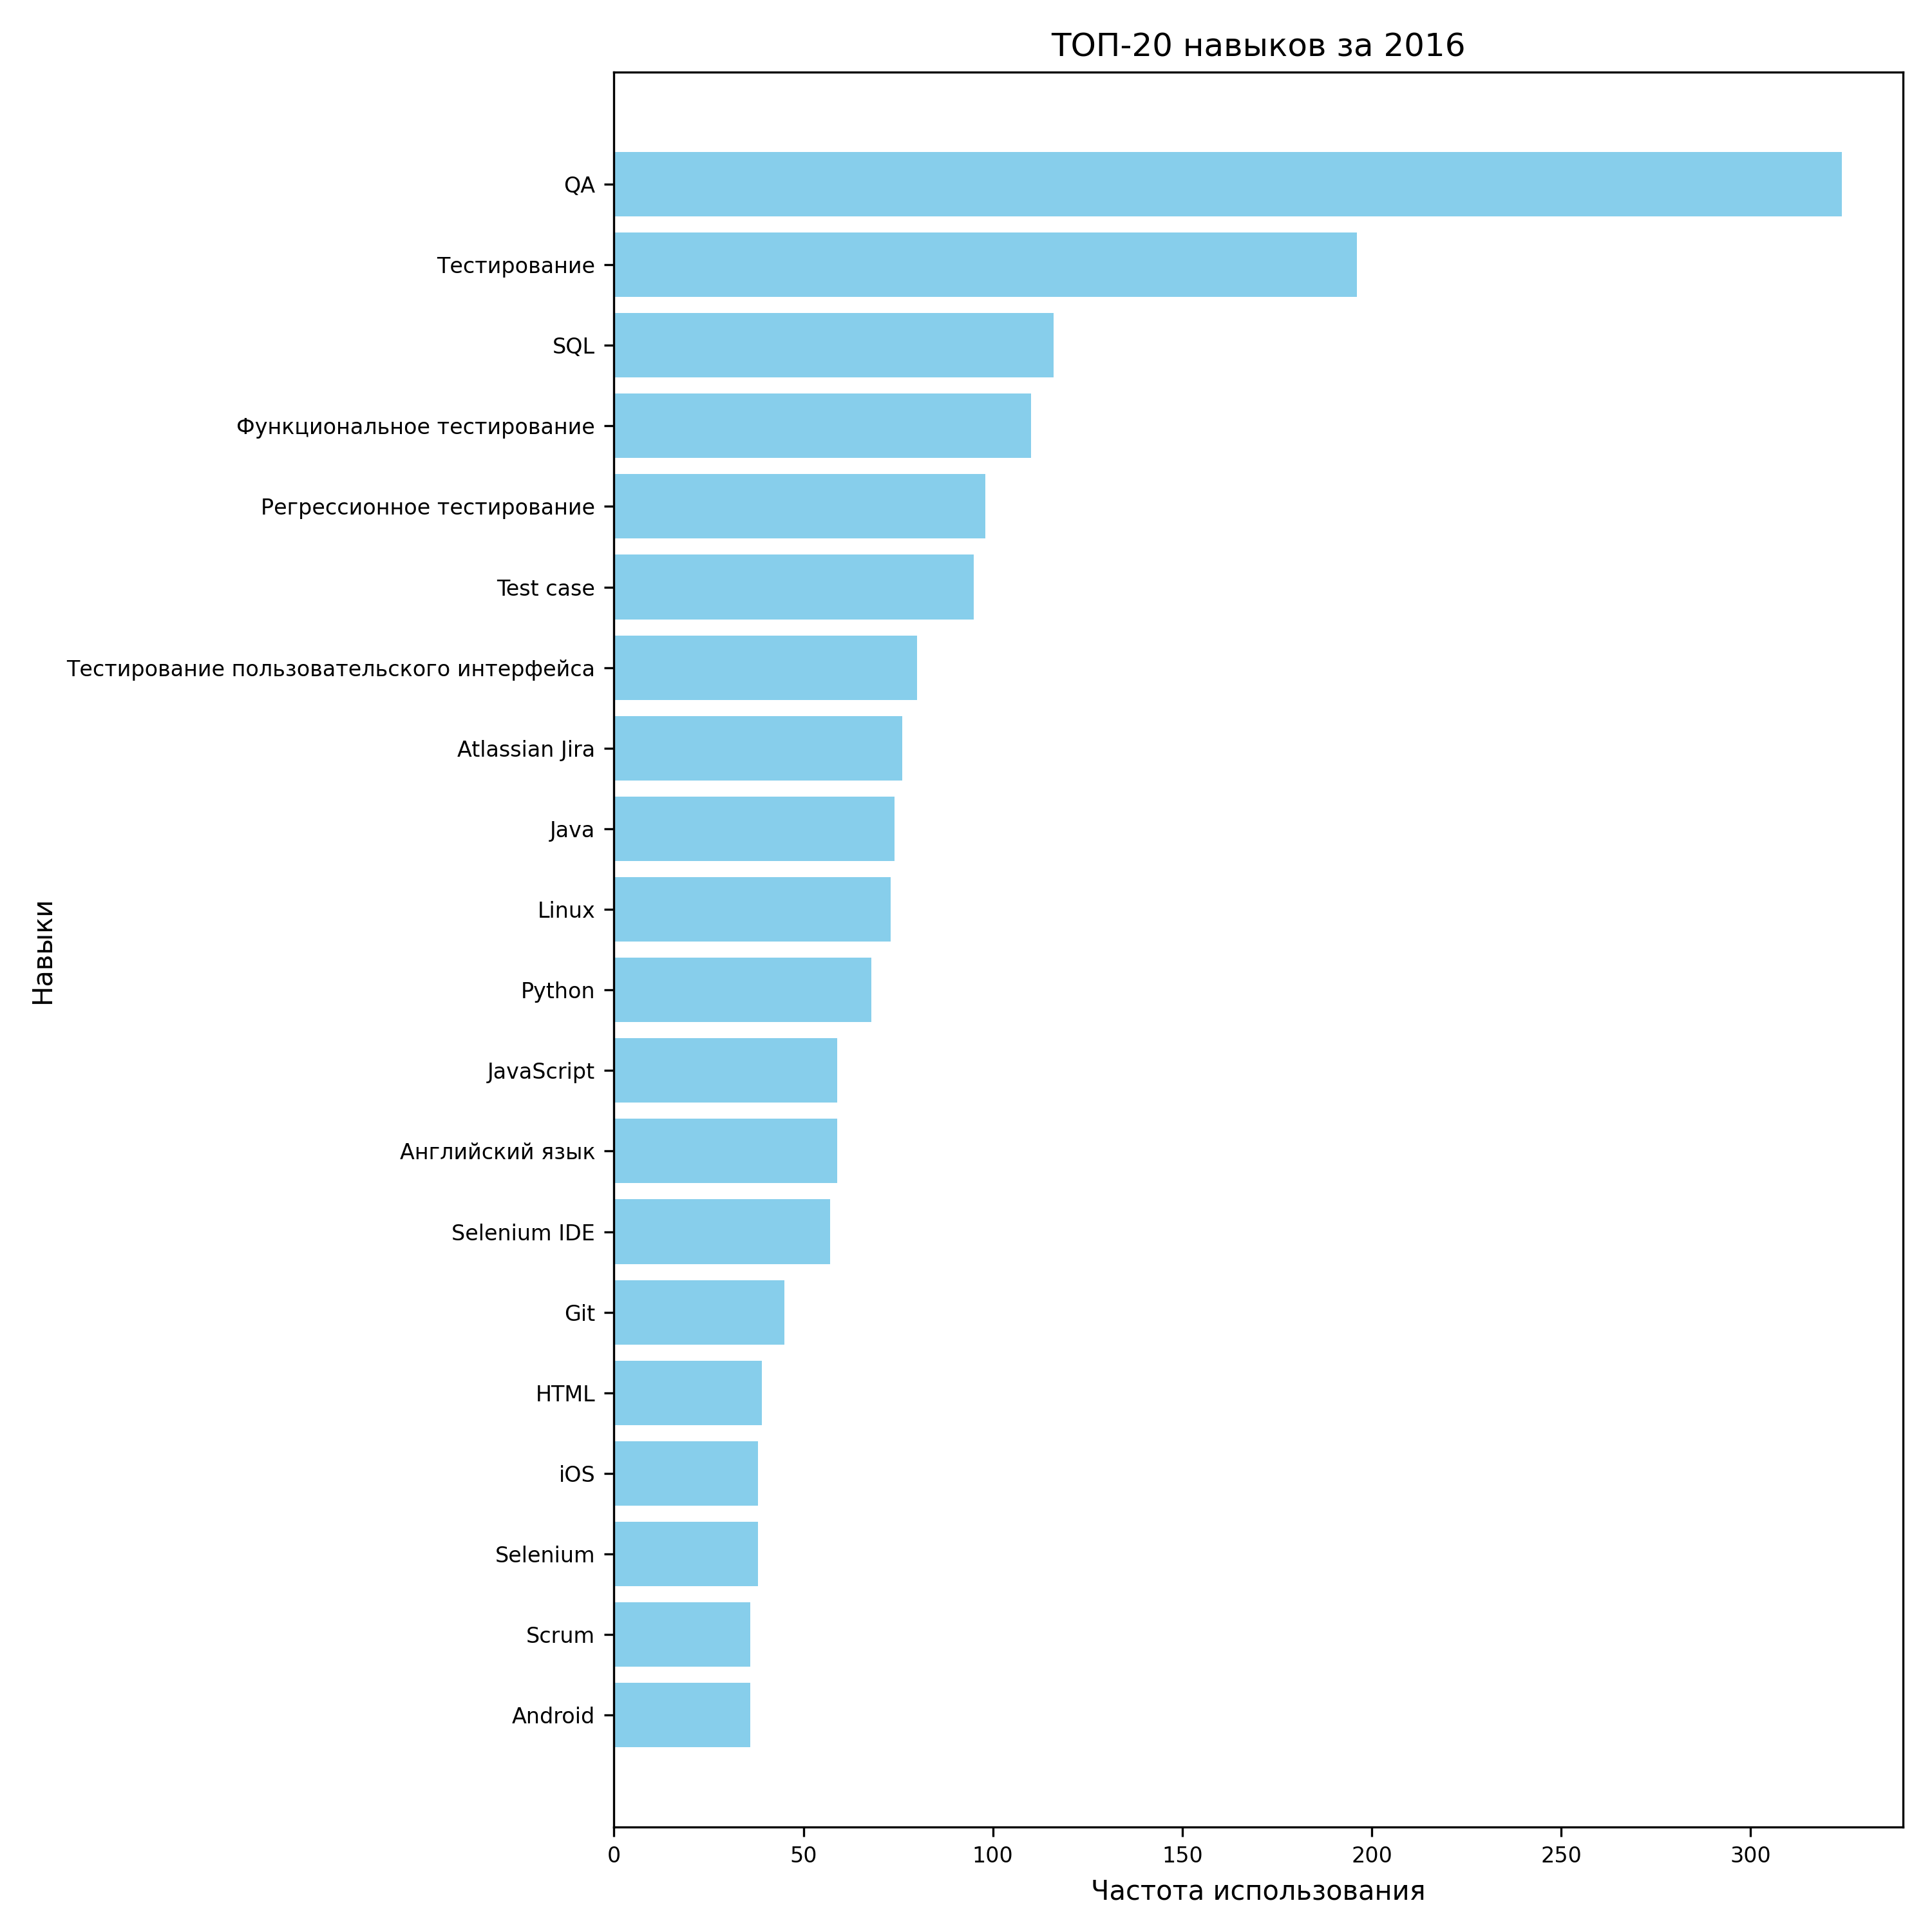 ТОП-20 навыков за 2016
QA
Тестирование
SQL
Функциональное тестирование
Регрессионное тестирование
Test case
Тестирование пользовательского интерфейса
Atlassian Jira
Java
Linux
Python
JavaScript
Английский язык
Selenium IDE
Git
HTML
iOS
Selenium
Scrum
Android
Навыки
0 50 100 150 200 250 300
Частота использования